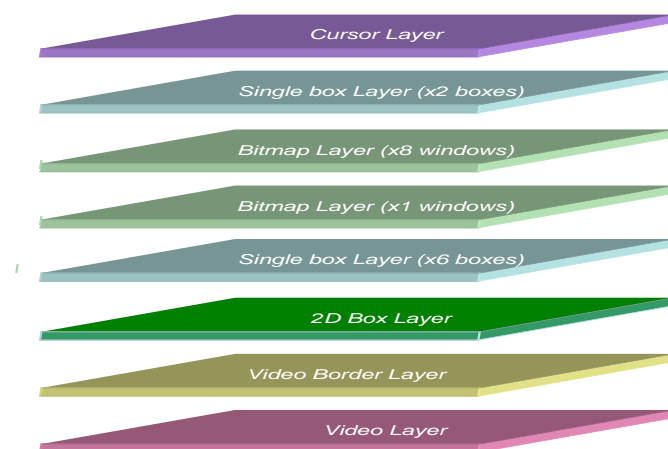 Cursor Layer
Single box Layer (x2 boxes)
Bitmap Layer (x8 windows)
Bitmap Layer (x1 windows)
Single box Layer (x6 boxes)
2D Box Layer
Video Border Layer
Video Layer